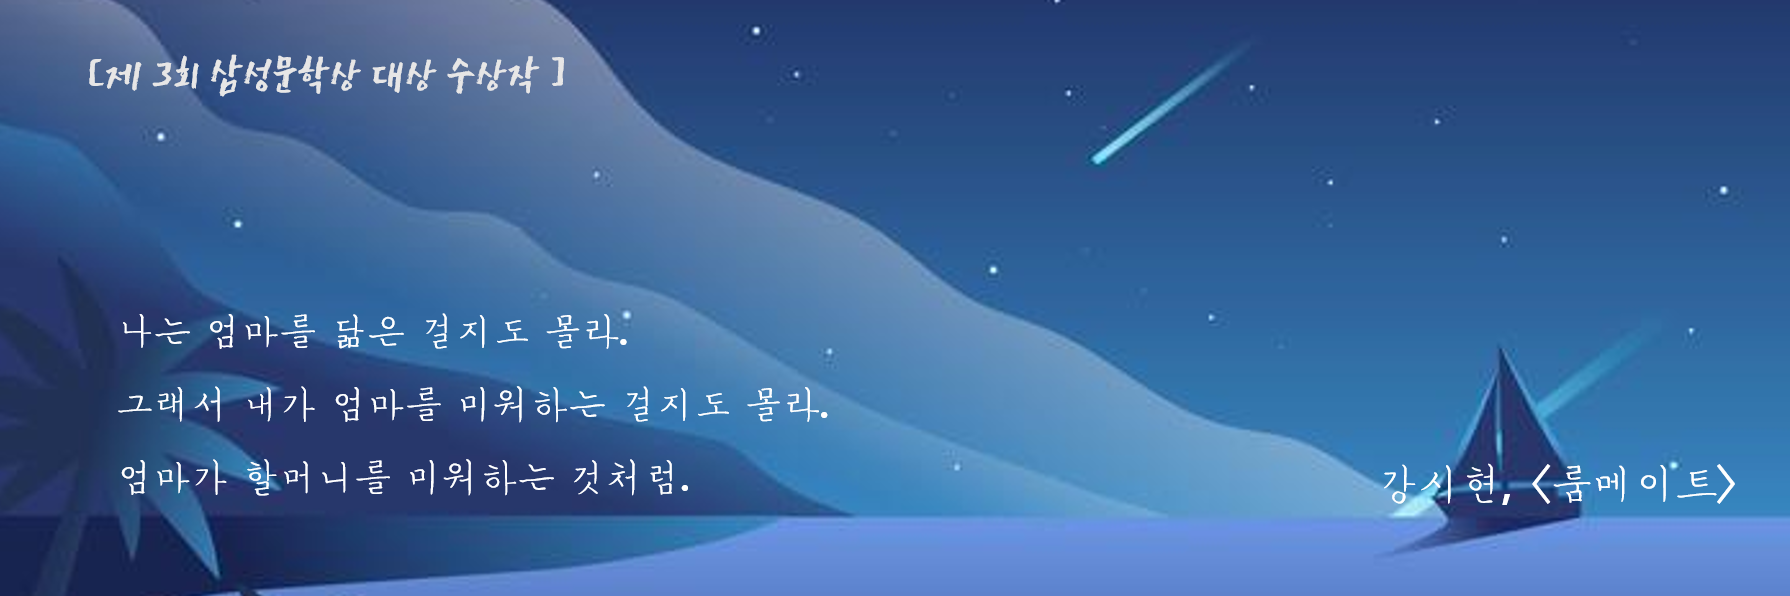 [제 3회 삼성문학상 대상 수상작 ]
나는 엄마를 닮은 걸지도 몰라.
그래서 내가 엄마를 미워하는 걸지도 몰라.
엄마가 할머니를 미워하는 것처럼.
강시현, <룸메이트>